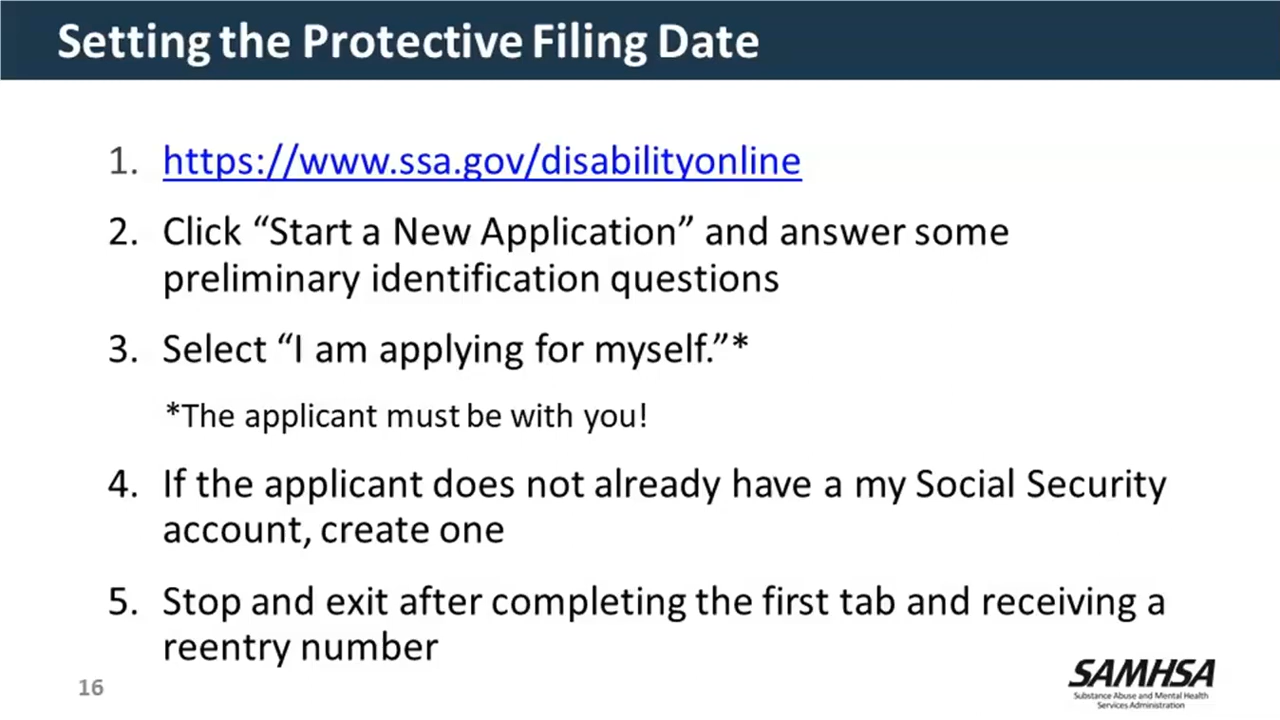 Setting the Protective Filing Date
1. https://www.ssa.gov/disabilityonline
2. Click “Start a New Application” and answer some
preliminary identification questions
3. Select “I am applying for myself.”*
*The applicant must be with you!
4. If the applicant does not already have a my Social Security
account, create one
5. Stop and exit after completing the first tab and receiving a
reentry number
16
SAMHSA
Substance Abuse and Mental Health
Services Administration